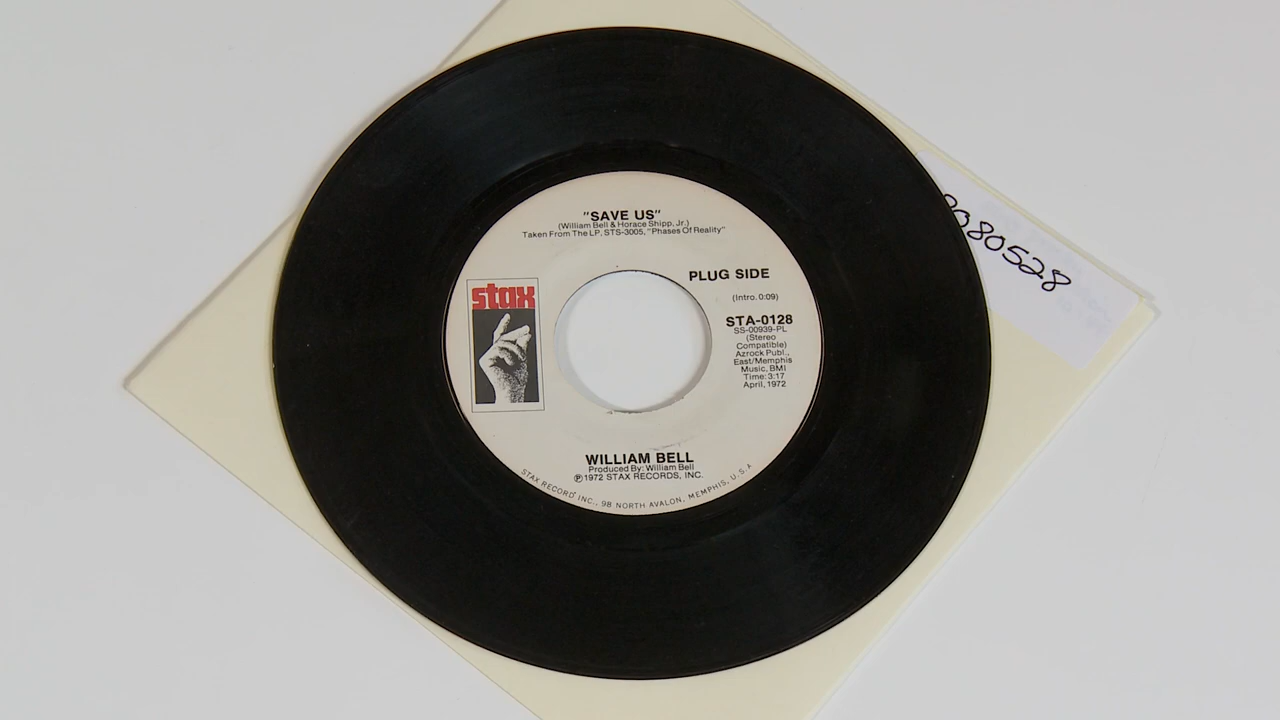 "SAVE US"
(William Bell & Horace Shipp, Jr.)
Taken From The LP, STS-3005, "Phases Of Reality"
PLUG SIDE
(Intro. 0:09)
stax
STA-0128
SS-00939-PL
(Stereo
Compatible)
Azrock Publ.,
East/Memphis
Music, BMI
Time: 3:17
April, 1972
WILLIAM BELL
Produced By: William Bell
Ⓟ1972 STAX RECORDS, INC.
STAX RECORD INC., 98 NORTH AVALON, MEMPHIS, U.S.A
080528